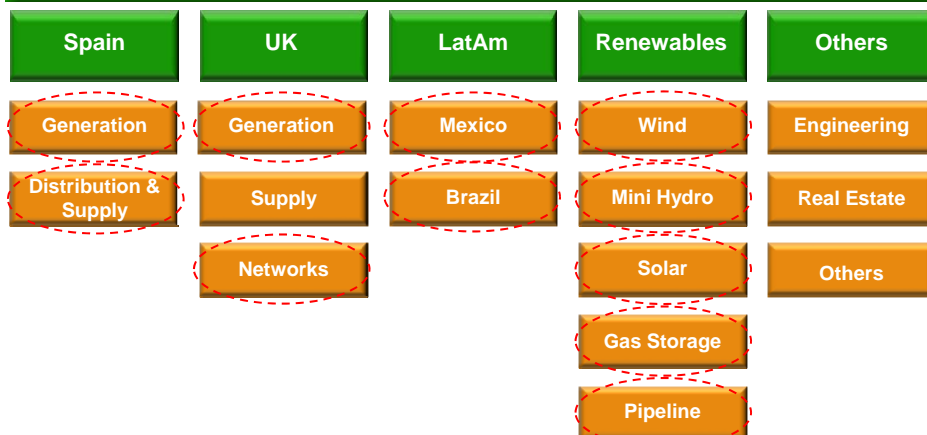 Spain
UK
LatAm
Renewables
Others
Generation
Generation
Mexico
Wind
Engineering
Distribution &
Supply
Supply
Brazil
Mini Hydro
Real Estate
Networks
Solar
Others
Gas Storage
Pipeline